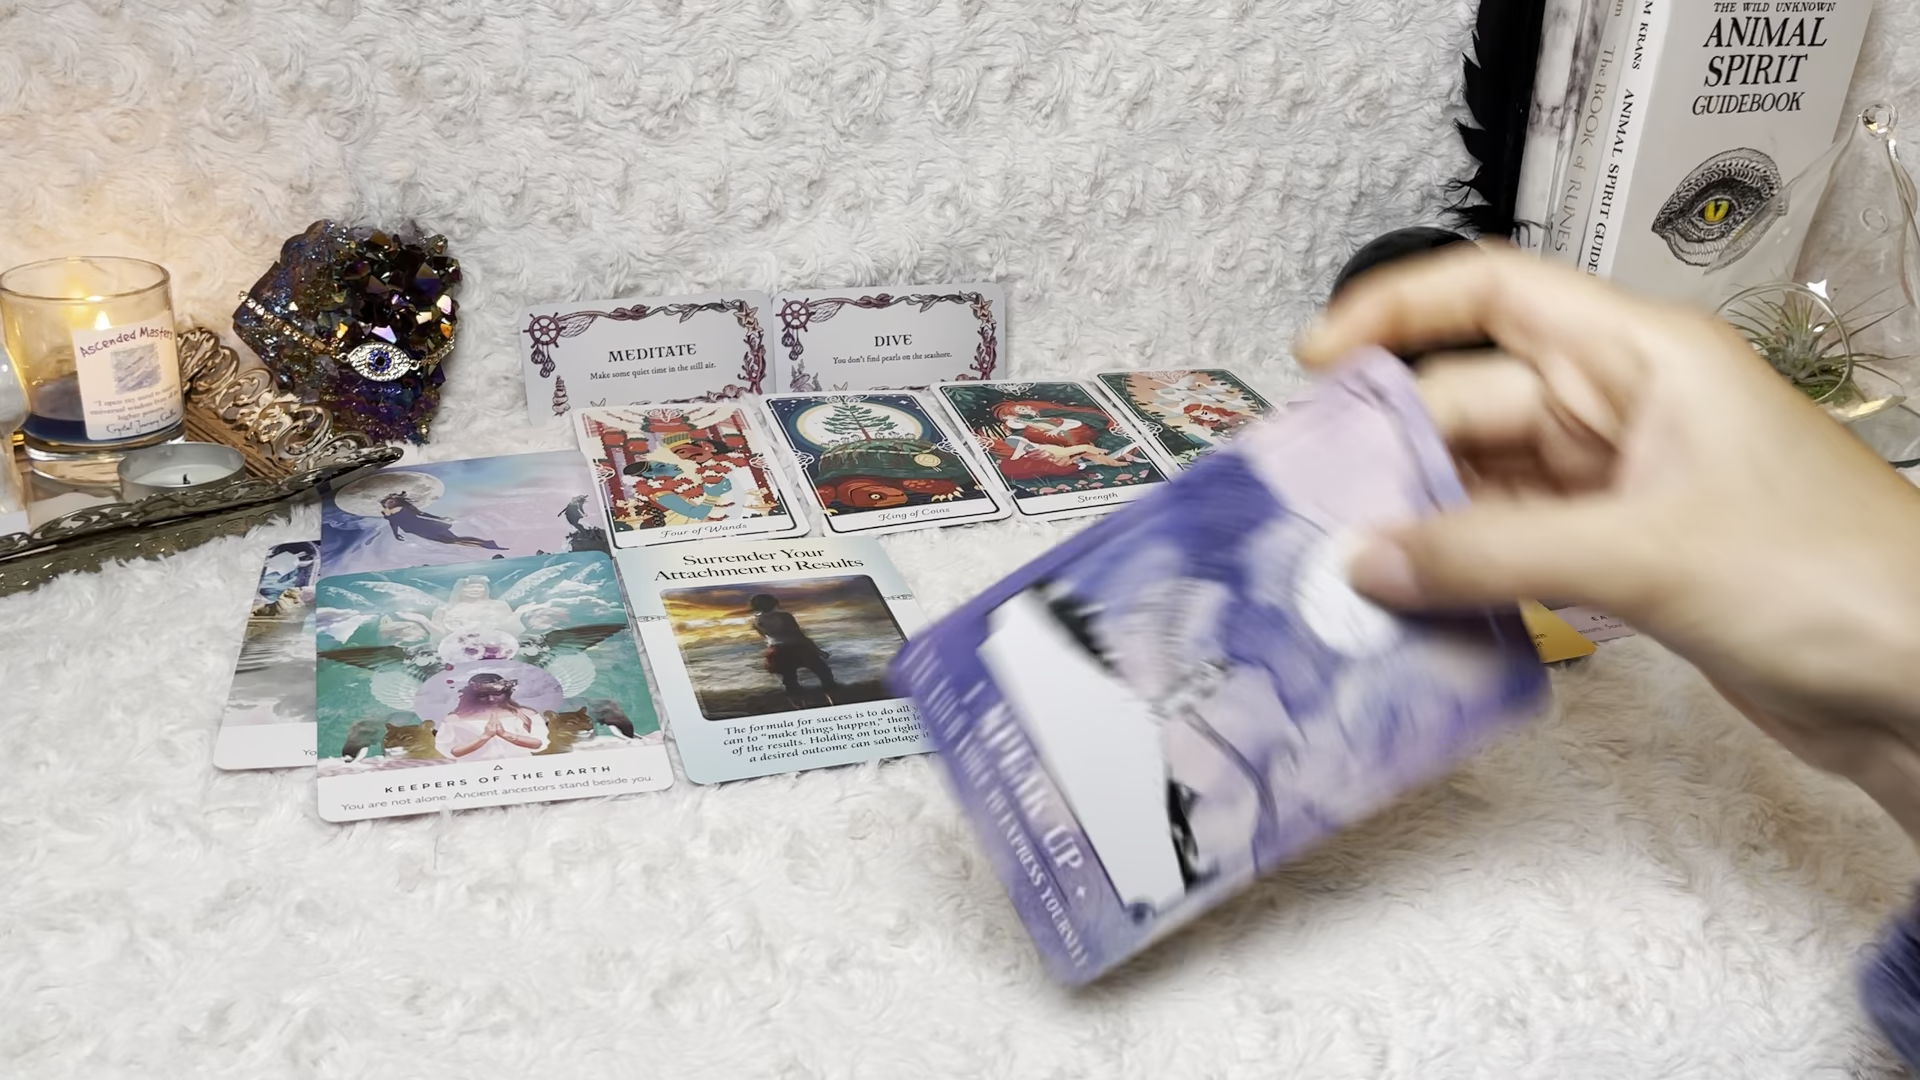 THE WILD UNKNOWN
ANIMAL
SPIRIT
GUIDEBOOK
M KRANS ANIMAL SPIRIT GUIDE
The BOOK of RUNES
Ascended Masters
MEDITATE
Make some quiet time in the still air.
DIVE
You don't find pearls on the seashore.
Four of Wands
King of Coins
Strength
Surrender Your
Attachment to Results
The formula for success is to do all
can to "make things happen," then le
of the results. Holding on too tightl
a desired outcome can sabotage i
KEEPERS OF THE EARTH
You are not alone. Ancient ancestors stand beside you.
Yo
UP
TO EXPRESS YOURSELF